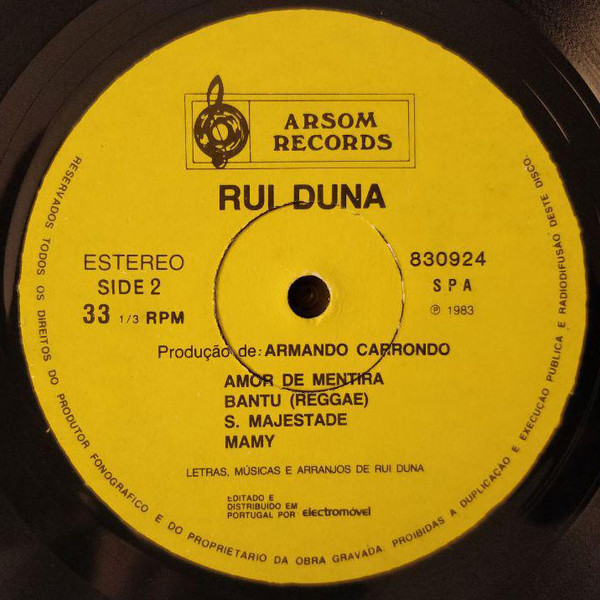 ARSOM
RECORDS
RUI DUNA
ESTEREO
SIDE 2
33 1/3 RPM
830924
SPA
℗ 1983
Produção de: ARMANDO CARRONDO
AMOR DE MENTIRA
BANTU (REGGAE)
S. MAJESTADE
MAMY
LETRAS, MÚSICAS E ARRANJOS DE RUI DUNA
EDITADO E
DISTRIBUIDO EM
PORTUGAL POR electromóvel
RESERVADOS TODOS OS DIREITOS DO PRODUTOR FONOGRAFICO E DO PROPRIETARIO DA OBRA GRAVADA: PROIBIDAS A DUPLICAÇÃO E EXECUÇÃO PUBLICA E RADIODIFUSÃO DESTE DISCO.